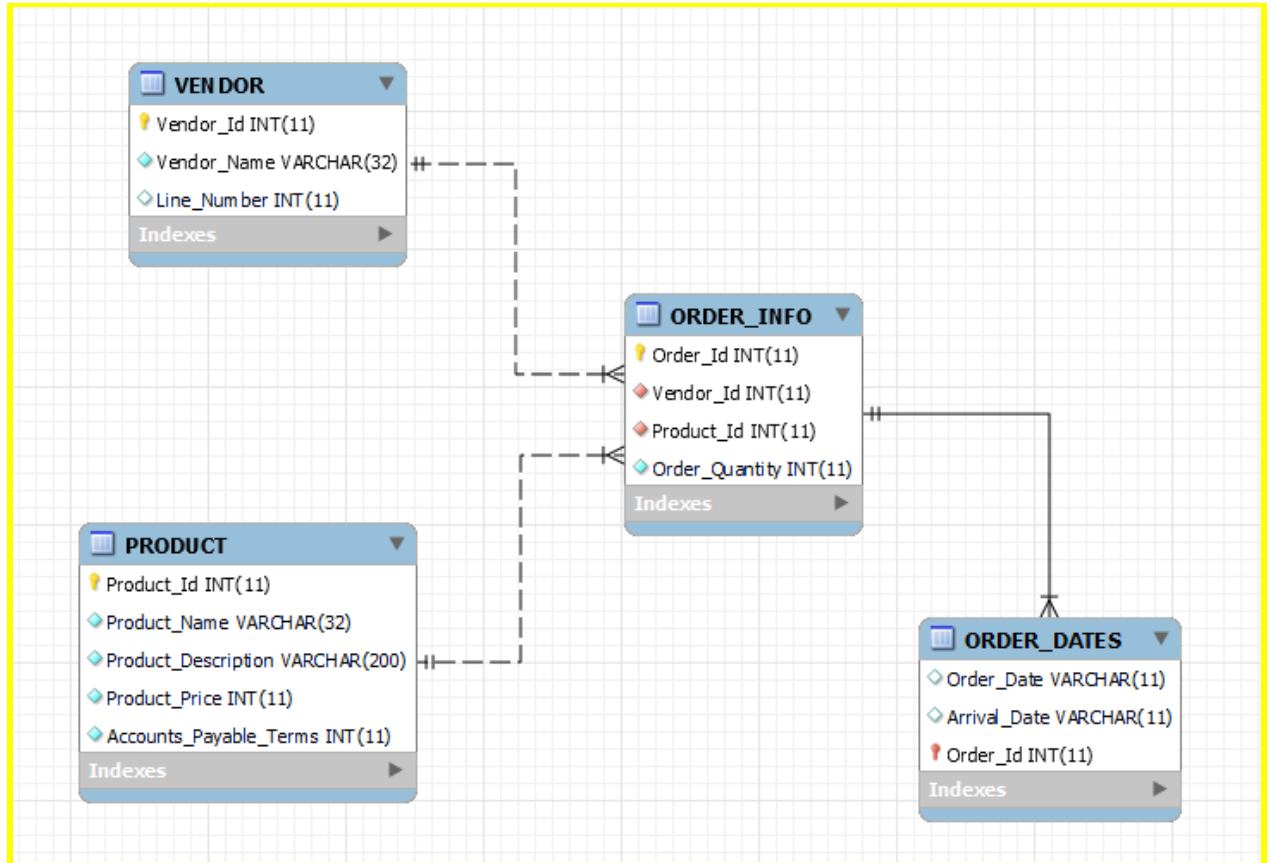 VENDOR
Vendor_Id INT(11)
Vendor_Name VARCHAR(32)
Line_Number INT(11)
Indexes
ORDER_INFO
Order_Id INT(11)
Vendor_Id INT(11)
Product_Id INT(11)
Order_Quantity INT(11)
Indexes
PRODUCT
Product_Id INT(11)
Product_Name VARCHAR(32)
Product_Description VARCHAR(200)
Product_Price INT(11)
Accounts_Payable_Terms INT(11)
Indexes
ORDER_DATES
Order_Date VARCHAR(11)
Arrival_Date VARCHAR(11)
Order_Id INT(11)
Indexes